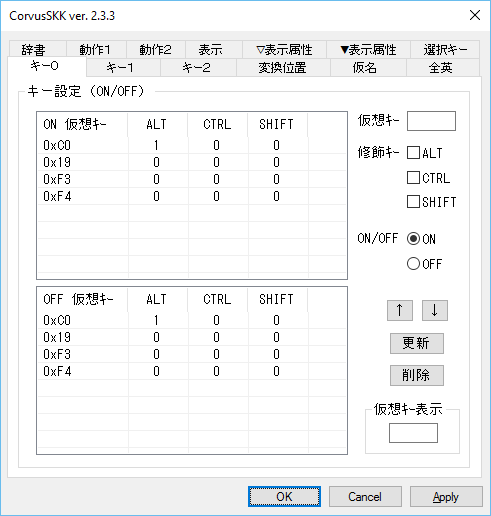 CorvusSKK ver. 2.3.3
辞書 動作1 動作2 表示 ▽表示属性 ▼表示属性 選択キー
キー0 キー1 キー2 変換位置 仮名 全英
キー設定 (ON/OFF)
ON 仮想キー ALT CTRL SHIFT
0xC0 1 0 0
0x19 0 0 0
0xF3 0 0 0
0xF4 0 0 0
仮想キー
修飾キー ALT
CTRL
SHIFT
ON/OFF ON
OFF
OFF 仮想キー ALT CTRL SHIFT
0xC0 1 0 0
0x19 0 0 0
0xF3 0 0 0
0xF4 0 0 0
↑ ↓
更新
削除
仮想キー表示
OK Cancel Apply